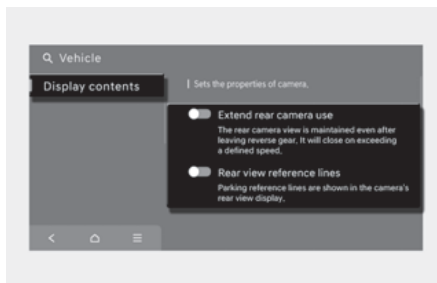 Vehicle
Display contents
Sets the properties of camera.
Extend rear camera use
The rear camera view is maintained even after
leaving reverse gear. It will close on exceeding
a defined speed.
Rear view reference lines
Parking reference lines are shown in the camera's
rear view display.